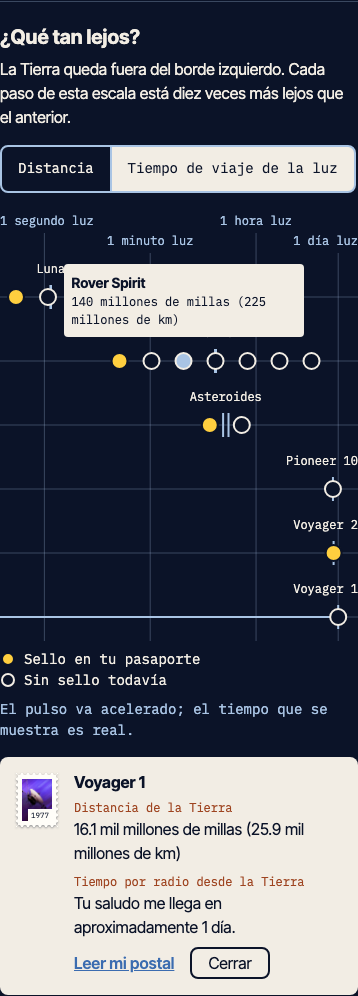 ¿Qué tan lejos?
La Tierra queda fuera del borde izquierdo. Cada
paso de esta escala está diez veces más lejos que
el anterior.
Distancia
Tiempo de viaje de la luz
1 segundo luz
1 hora luz
1 minuto luz
1 día luz
Luna
Rover Spirit
140 millones de millas (225
millones de km)
Asteroides
Pioneer 10
Voyager 2
Voyager 1
Sello en tu pasaporte
Sin sello todavía
El pulso va acelerado; el tiempo que se
muestra es real.
Voyager 1
1977
Distancia de la Tierra
16.1 mil millones de millas (25.9 mil
millones de km)
Tiempo por radio desde la Tierra
Tu saludo me llega en
aproximadamente 1 día.
Leer mi postal
Cerrar